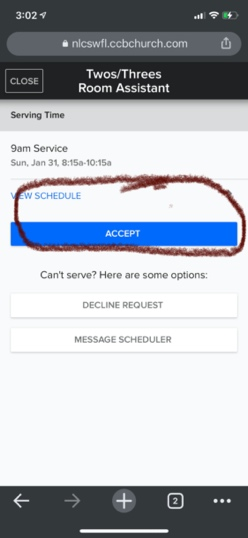 3:02
nlcswfl.ccbchurch.com
CLOSE
Twos/Threes
Room Assistant
Serving Time
9am Service
Sun, Jan 31, 8:15a-10:15a
VIEW SCHEDULE
ACCEPT
Can't serve? Here are some options:
DECLINE REQUEST
MESSAGE SCHEDULER
2